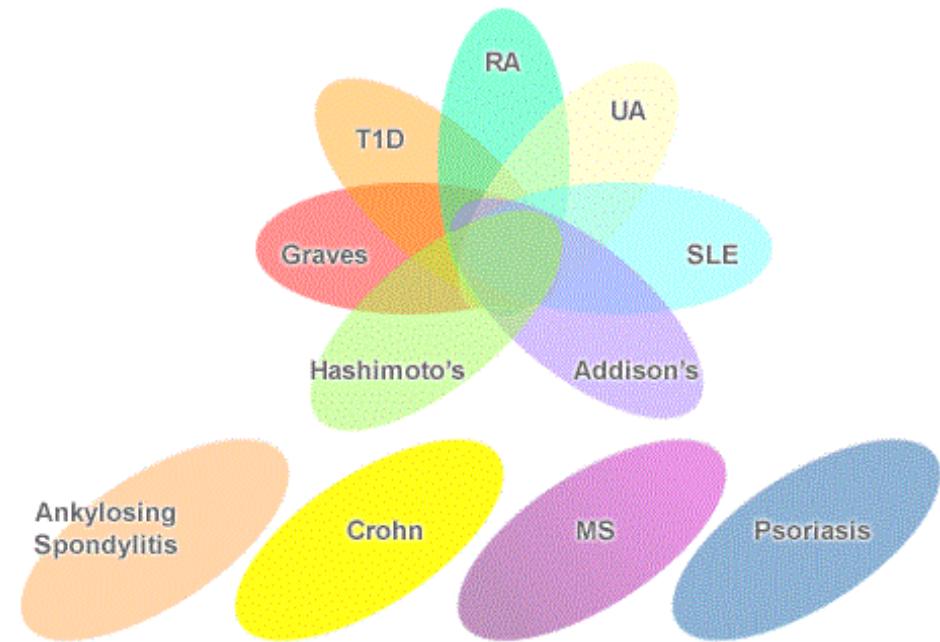 RA
UA
T1D
Graves
SLE
Hashimoto's
Addison's
Ankylosing
Spondylitis
Crohn
MS
Psoriasis